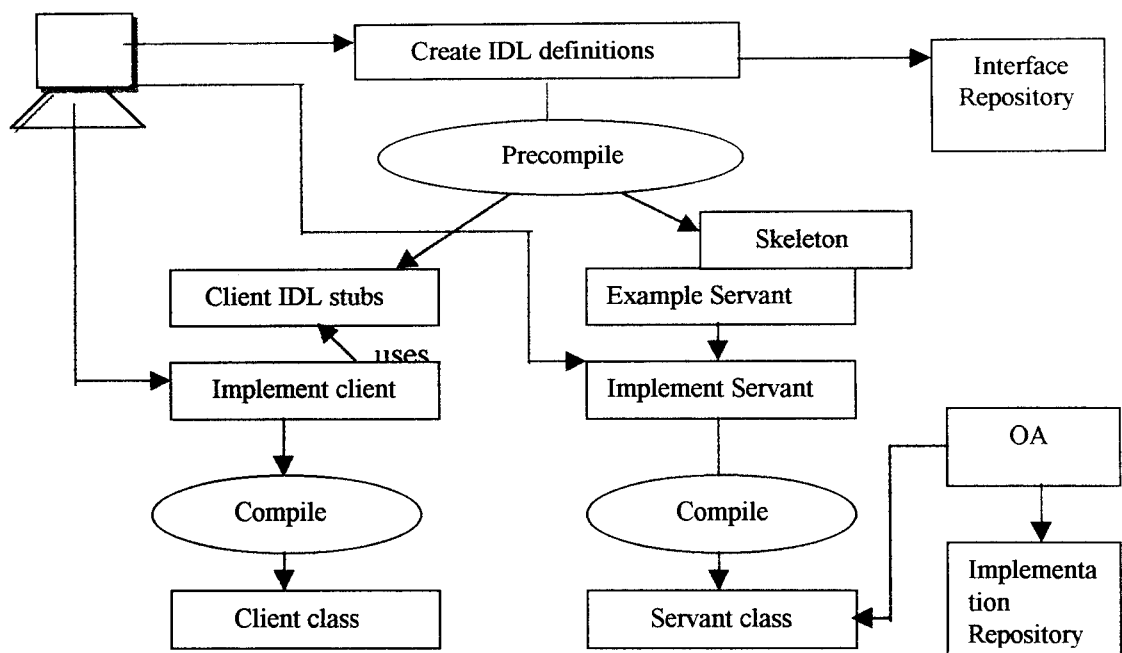 Create IDL definitions
Interface
Repository
Precompile
Skeleton
Client IDL stubs
Example Servant
uses
Implement client
Implement Servant
OA
Compile
Compile
Implementa
tion
Repository
Client class
Servant class